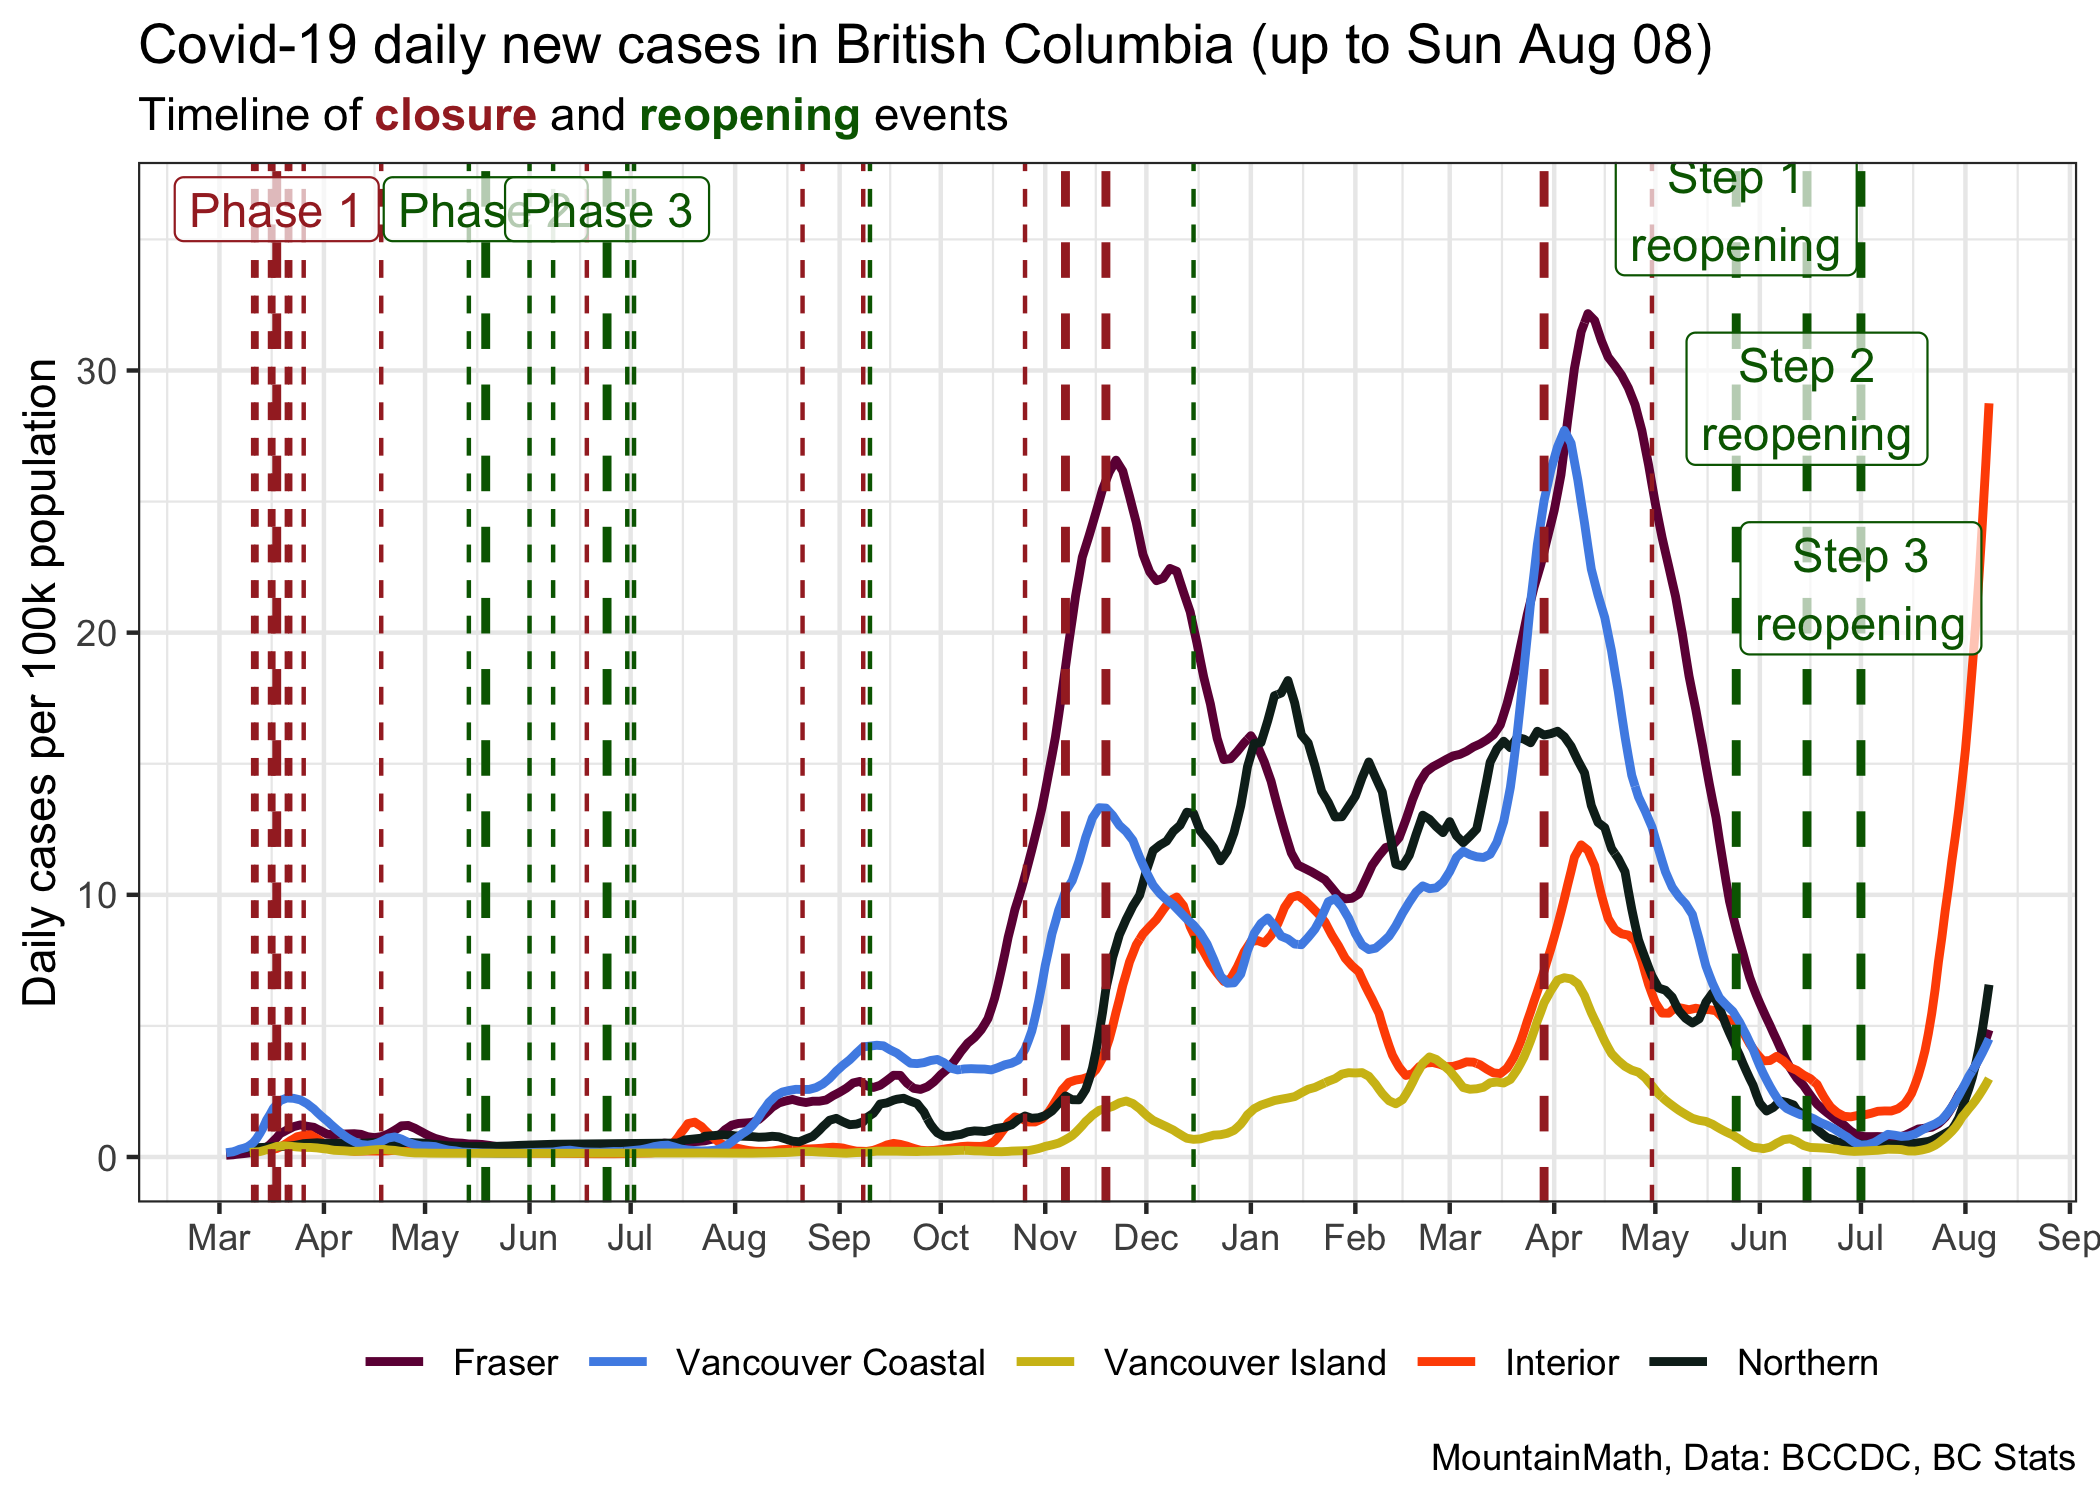 Covid-19 daily new cases in British Columbia (up to Sun Aug 08)
Timeline of closure and reopening events
Phase 1
Phase 2
Phase 3
Step 1
reopening
Step 2
reopening
Step 3
reopening
Daily cases per 100k population
30
20
10
0
Mar Apr May Jun Jul Aug Sep Oct Nov Dec Jan Feb Mar Apr May Jun Jul Aug Sep
Fraser Vancouver Coastal Vancouver Island Interior Northern
MountainMath, Data: BCCDC, BC Stats